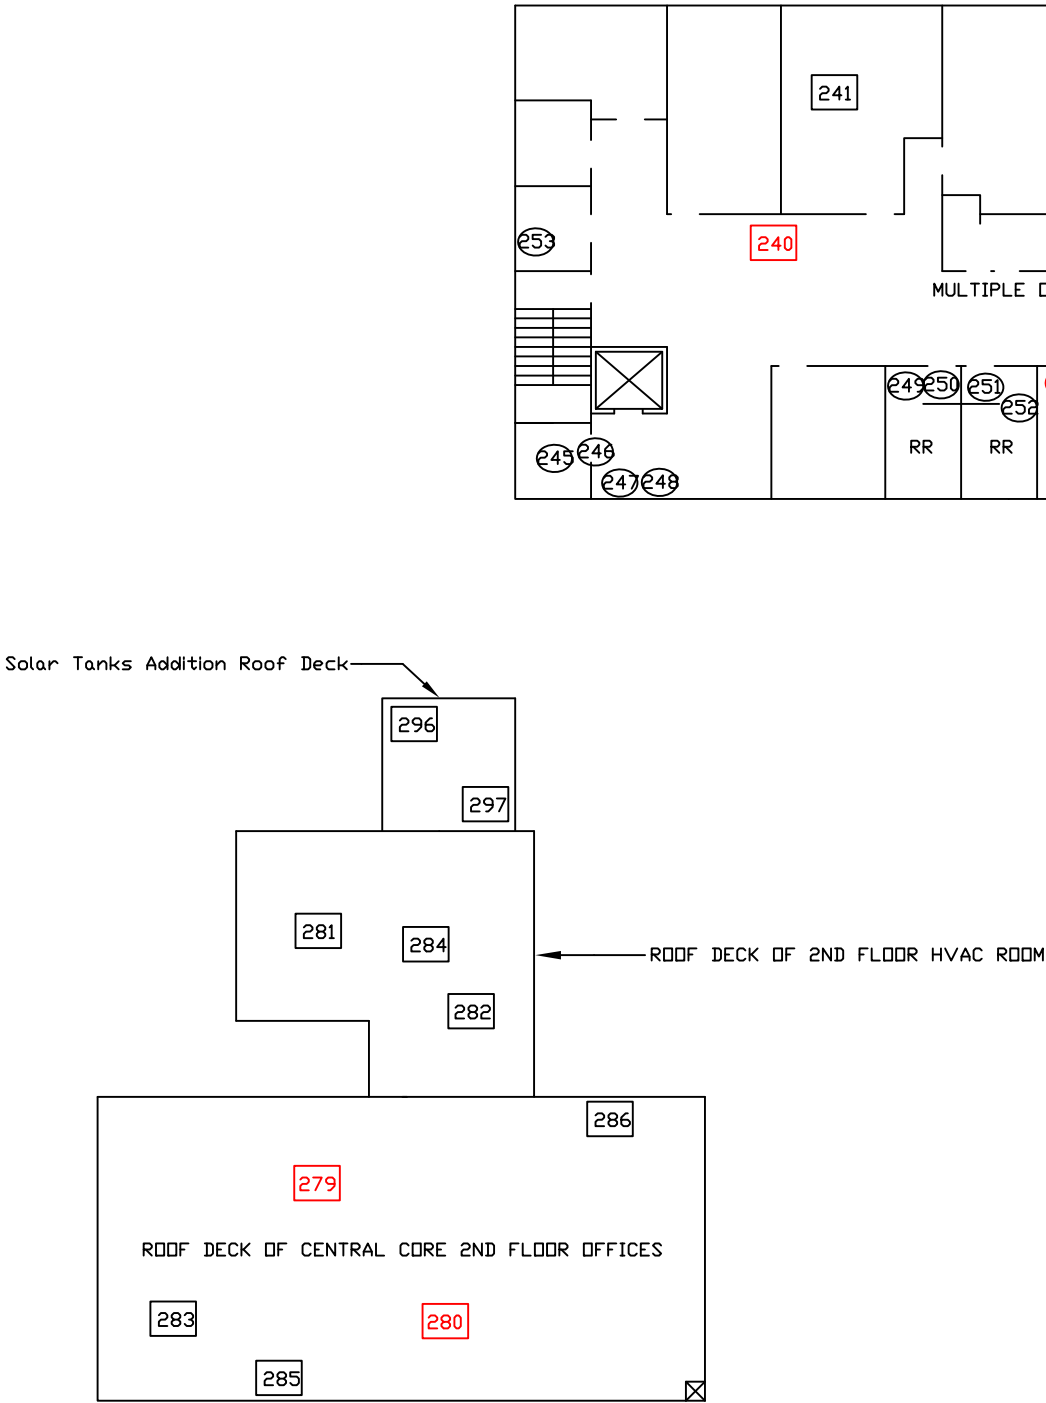 241
240
253
MULTIPLE
249 250 251
252
RR RR
245 246
247 248
Solar Tanks Addition Roof Deck
296
297
281
284
ROOF DECK OF 2ND FLOOR HVAC ROOM
282
286
279
ROOF DECK OF CENTRAL CORE 2ND FLOOR OFFICES
283
280
285